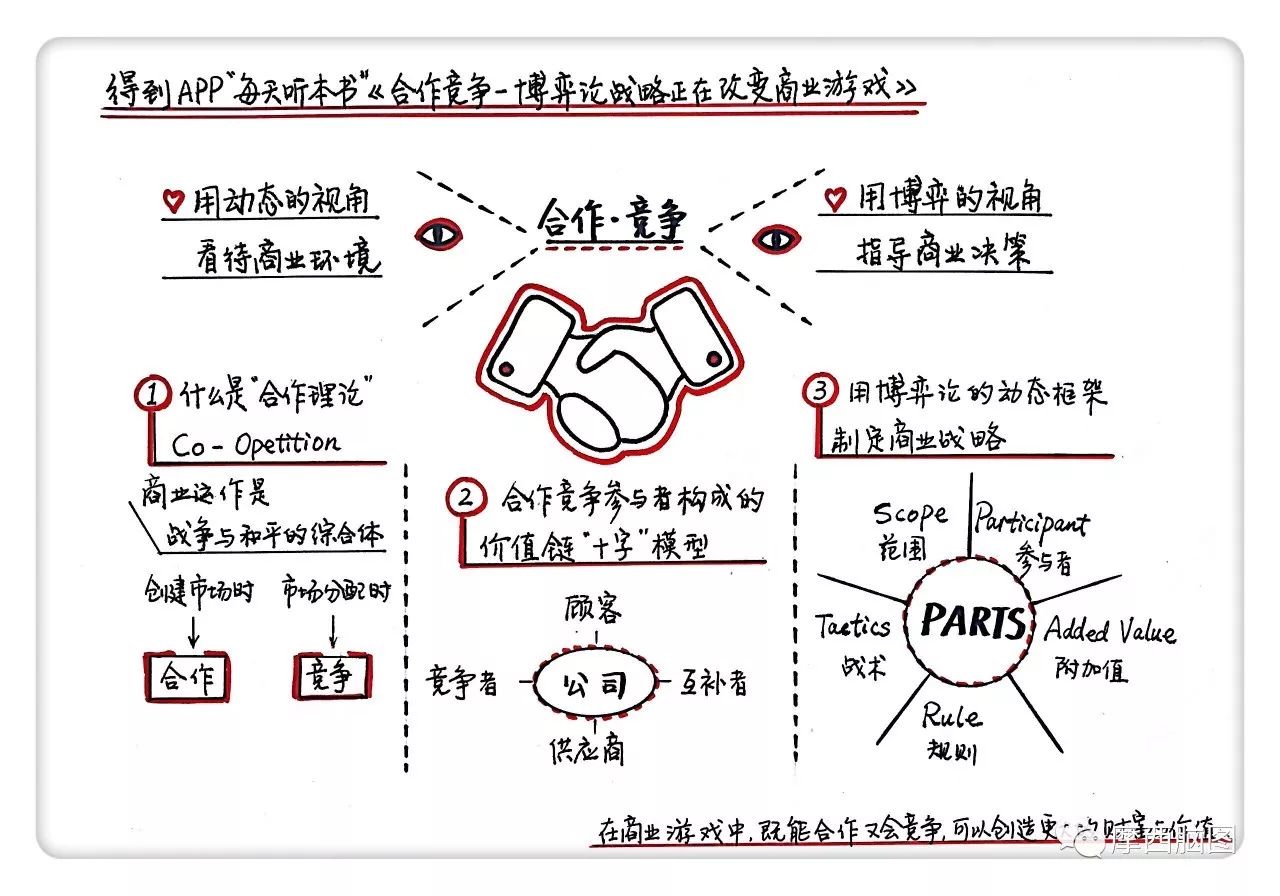 得到APP"每天听本书"《合作竞争-博弈论战略正在改变商业游戏》
用动态的视角
看待商业环境
合作·竞争
用博弈的视角
指导商业决策
1 什么是"合作理论"
Co-Opetition
商业运作是
战争与和平的综合体
创建市场时
市场分配时
合作
竞争
2 合作竞争参与者构成的
价值链"十字"模型
顾客
竞争者
公司
互补者
供应商
3 用博弈论的动态框架
制定商业战略
Scope
范围
Participant
参与者
PARTS
Tactics
战术
Added Value
附加值
Rule
规则
在商业游戏中,既能合作又会竞争,可以创造更
摩西脑图